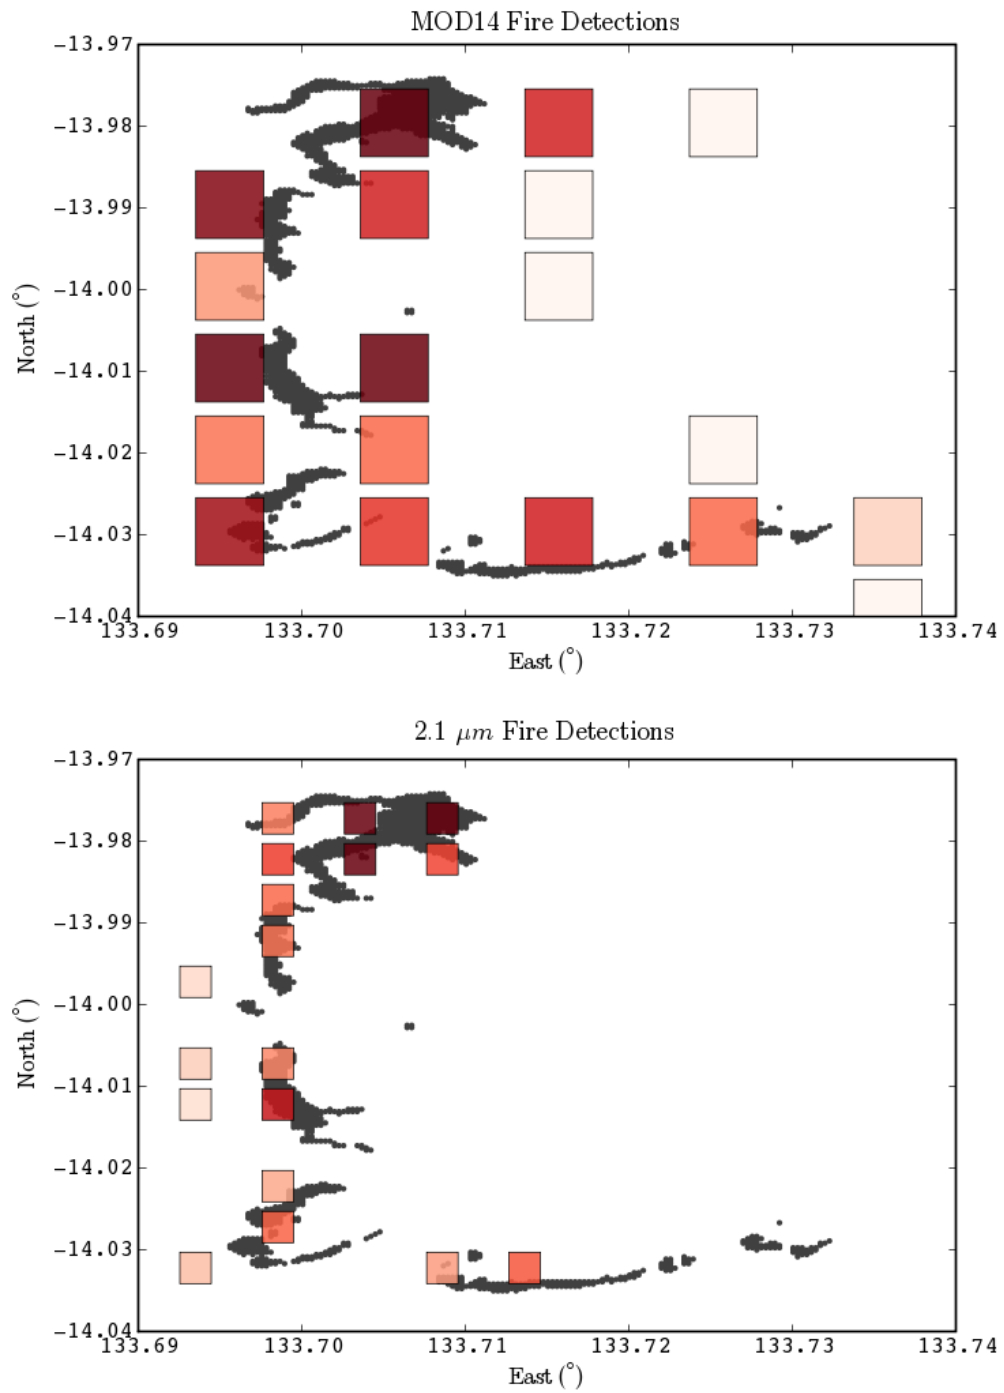 MOD14 Fire Detections
−13.97
−13.98
−13.99
−14.00
−14.01
−14.02
−14.03
−14.04
North (°)
133.69 133.70 133.71 133.72 133.73 133.74
East (°)
2.1 μm Fire Detections
−13.97
−13.98
−13.99
−14.00
−14.01
−14.02
−14.03
−14.04
North (°)
133.69 133.70 133.71 133.72 133.73 133.74
East (°)